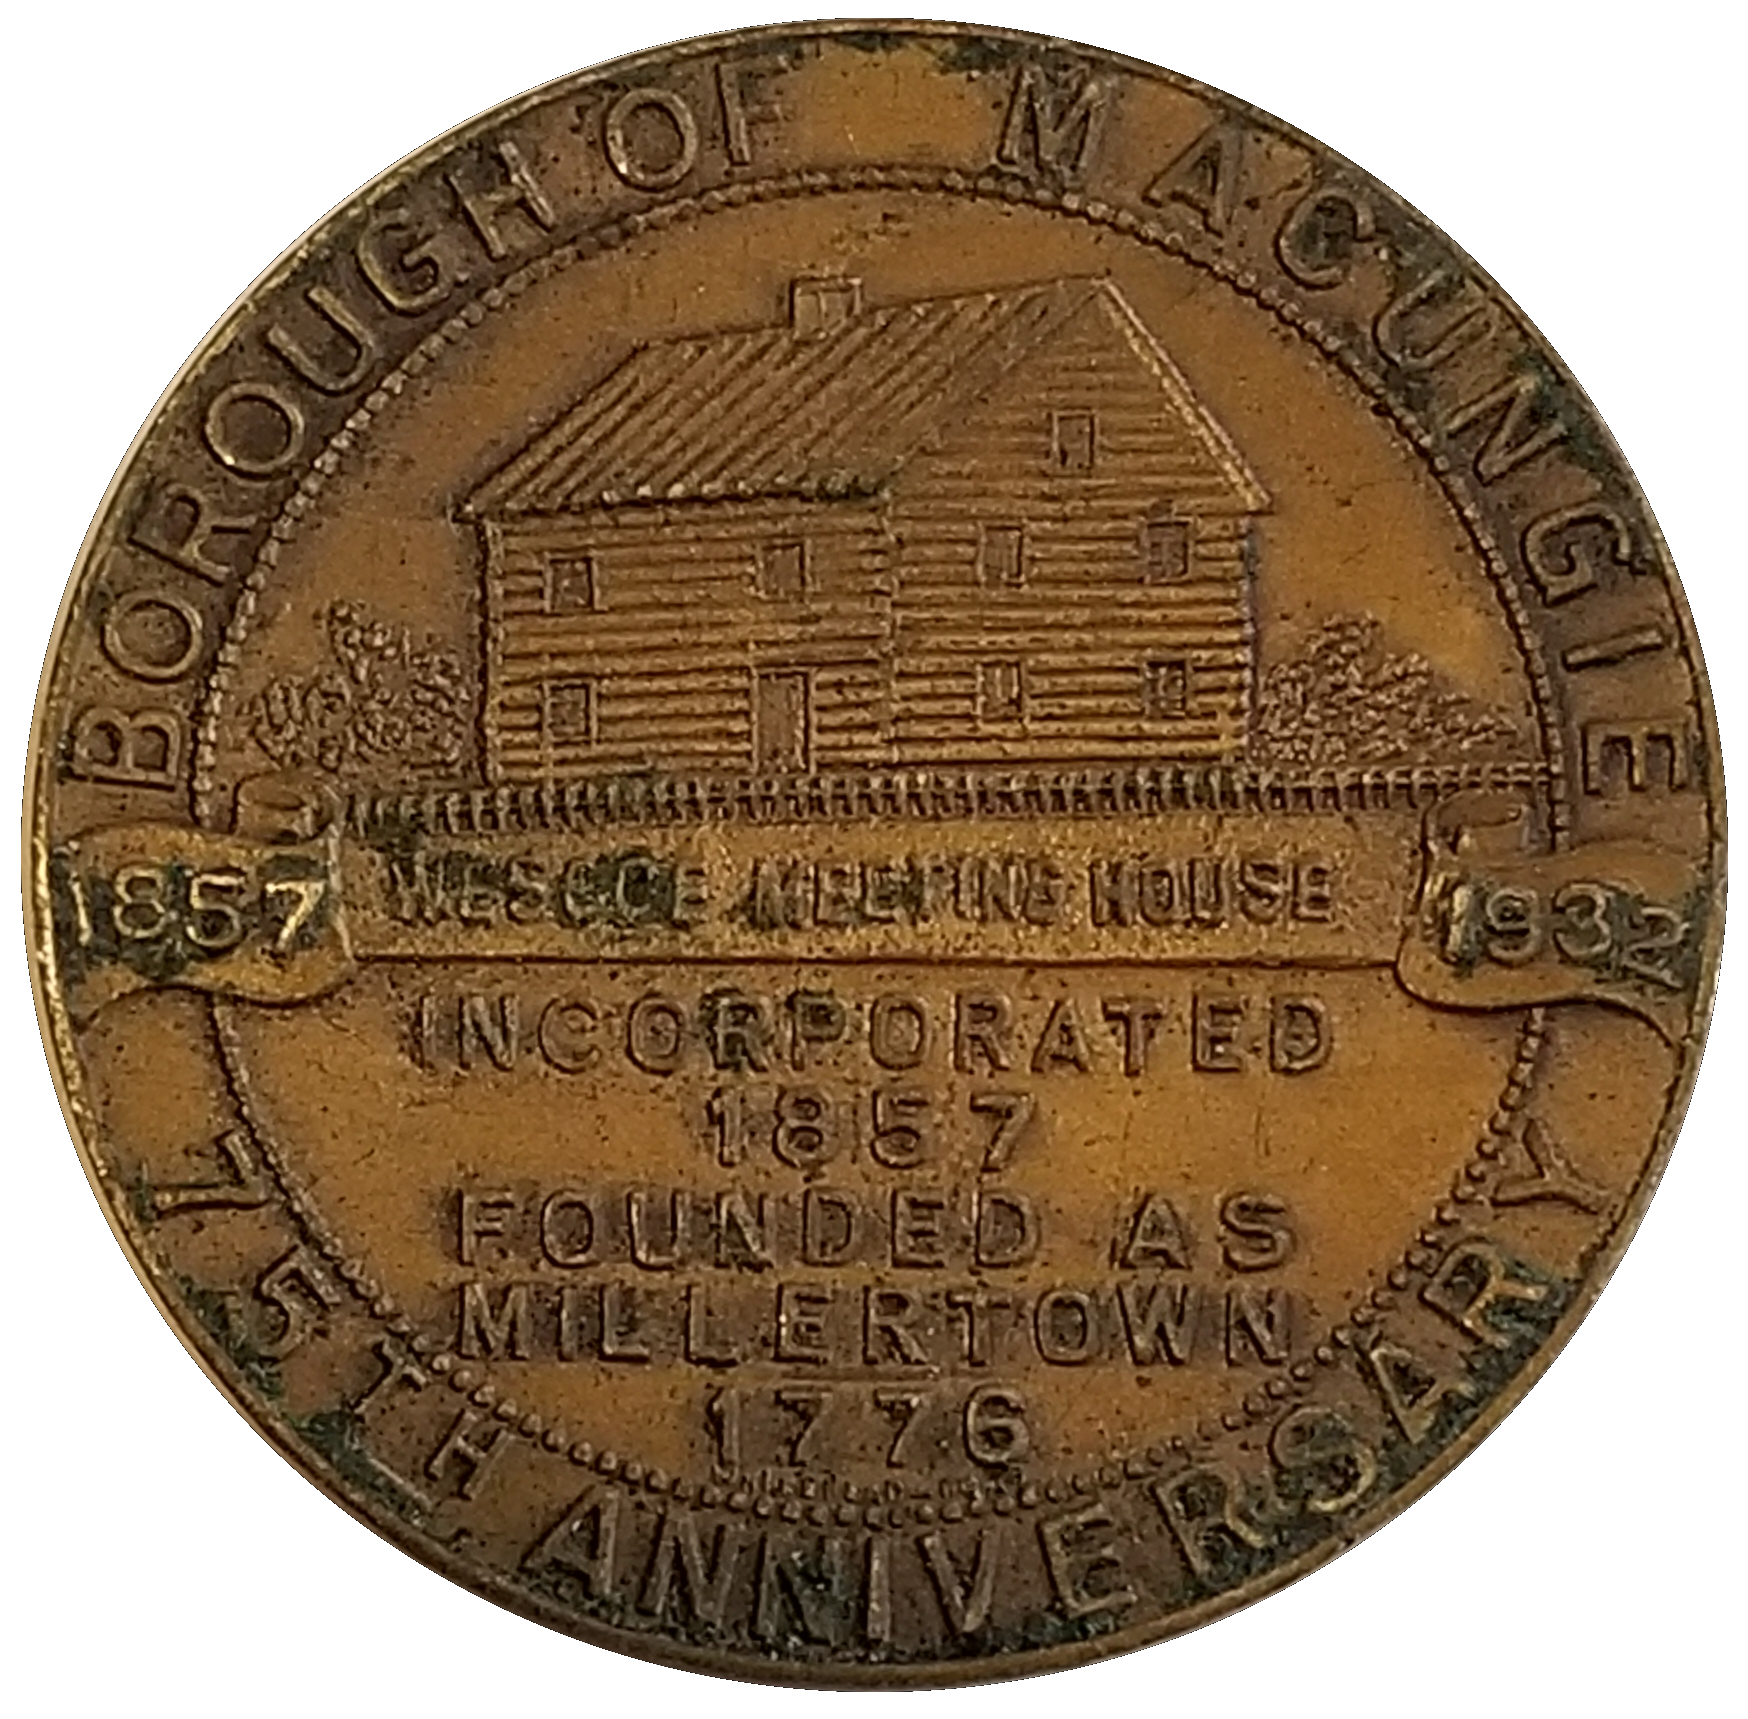 BOROUGH OF MACUNGIE
1857
WESCOE MEETING HOUSE
1932
INCORPORATED
1857
FOUNDED AS
MILLERTOWN
1776
75TH ANNIVERSARY